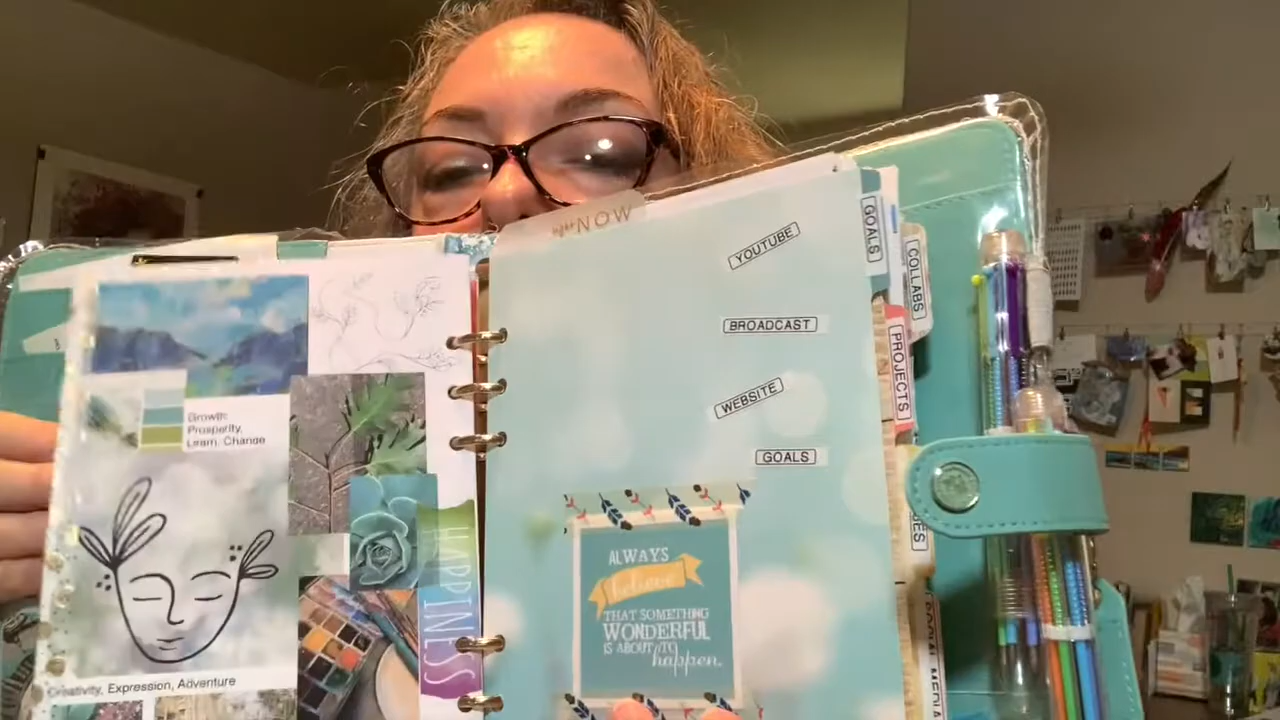 Growth:
Prosperity,
Learn, Change
HAPPINESS
Creativity, Expression, Adventure
NOW
YOUTUBE
BROADCAST
WEBSITE
GOALS
ALWAYS
believe
THAT SOMETHING
WONDERFUL
IS ABOUT TO
happen.
GOALS
COLLABS
PROJECTS